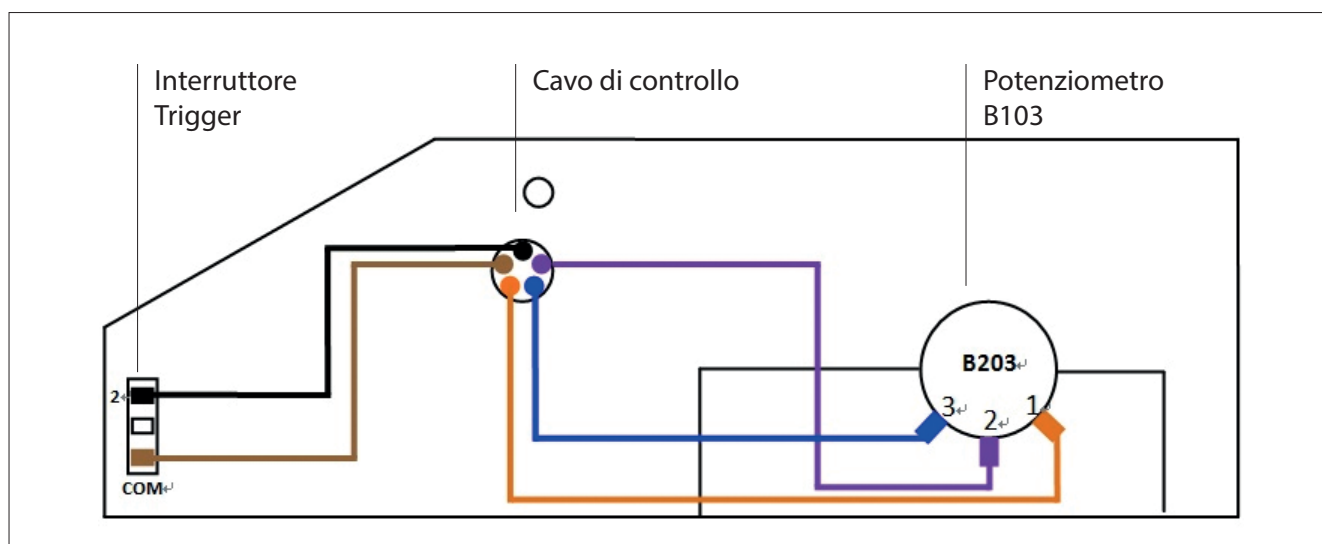 Interruttore
Trigger
Cavo di controllo
Potenziometro
B103
B203↵
3↵
2↵
1↵
2↵
COM↵